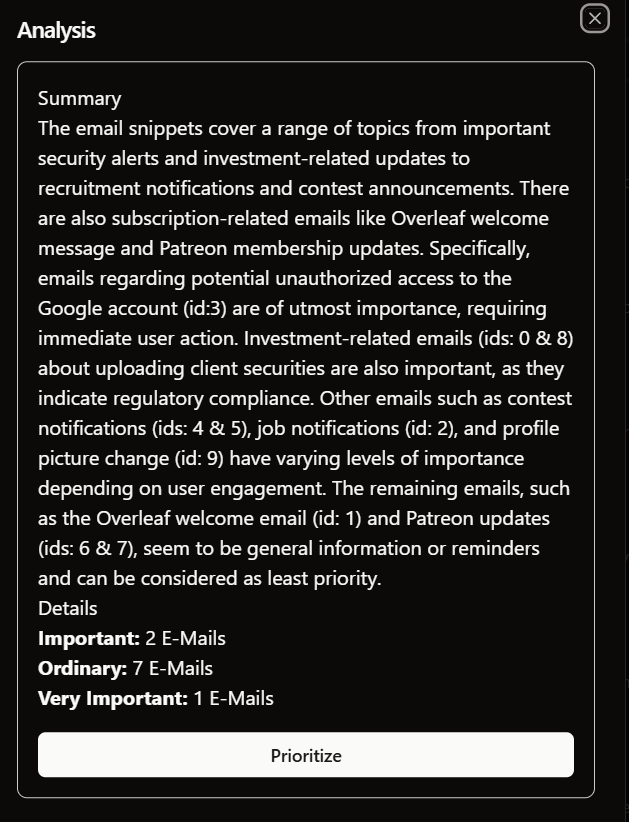 Analysis
Summary
The email snippets cover a range of topics from important
security alerts and investment-related updates to
recruitment notifications and contest announcements. There
are also subscription-related emails like Overleaf welcome
message and Patreon membership updates. Specifically,
emails regarding potential unauthorized access to the
Google account (id:3) are of utmost importance, requiring
immediate user action. Investment-related emails (ids: 0 & 8)
about uploading client securities are also important, as they
indicate regulatory compliance. Other emails such as contest
notifications (ids: 4 & 5), job notifications (id: 2), and profile
picture change (id: 9) have varying levels of importance
depending on user engagement. The remaining emails, such
as the Overleaf welcome email (id: 1) and Patreon updates
(ids: 6 & 7), seem to be general information or reminders
and can be considered as least priority.
Details
Important: 2 E-Mails
Ordinary: 7 E-Mails
Very Important: 1 E-Mails
Prioritize